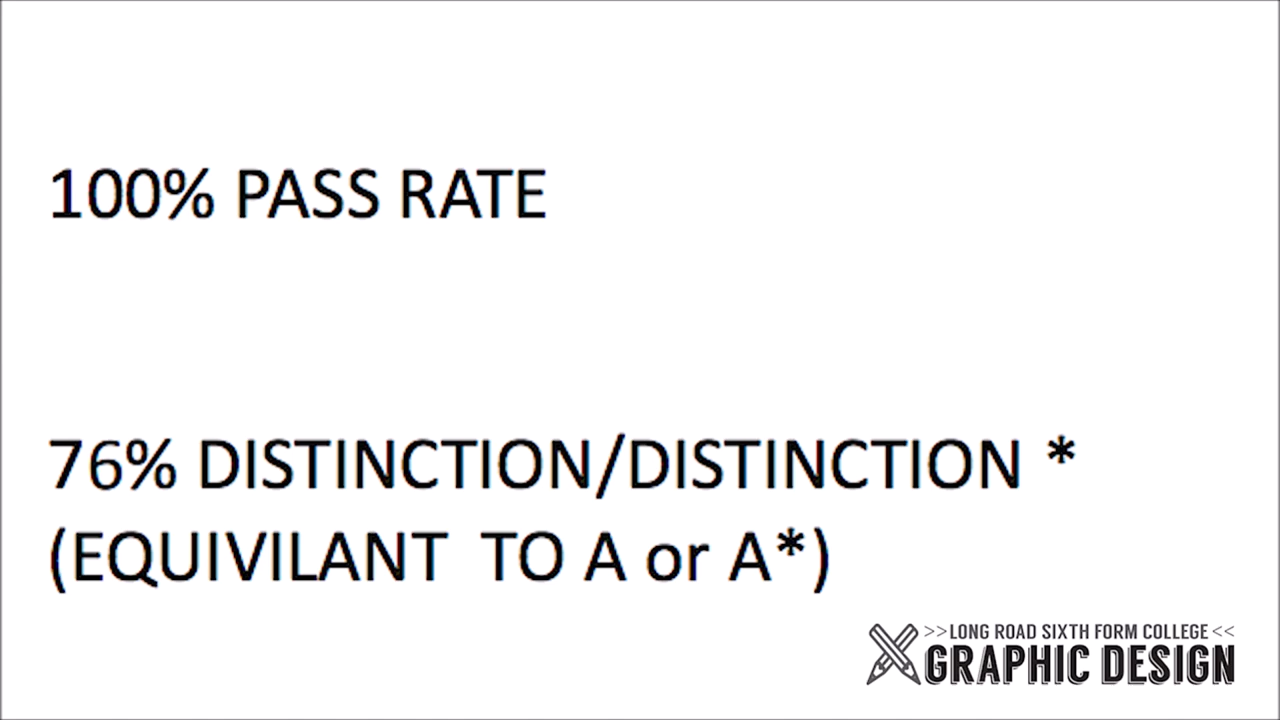 100% PASS RATE
76% DISTINCTION/DISTINCTION *
(EQUIVILANT TO A or A*)
>>LONG ROAD SIXTH FORM COLLEGE<<
GRAPHIC DESIGN